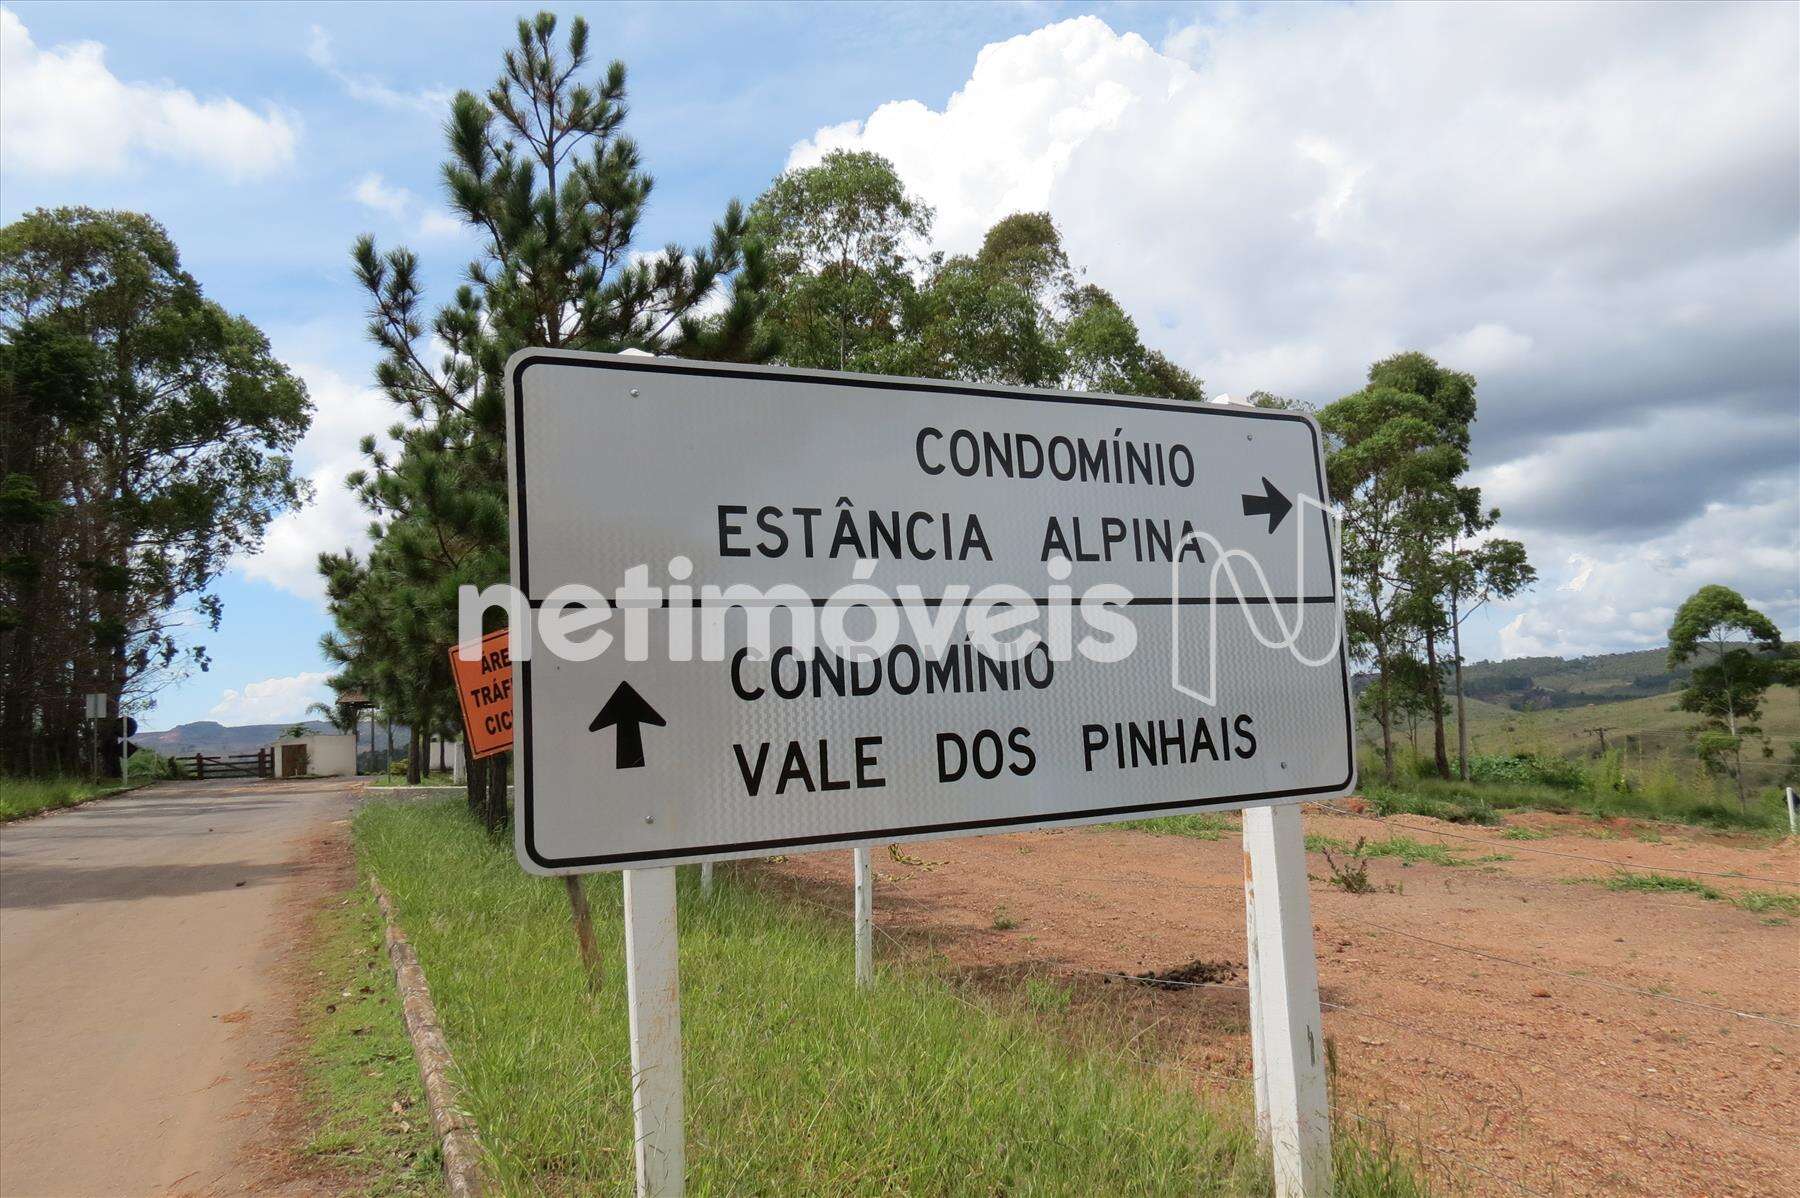 CONDOMÍNIO
ESTÂNCIA ALPINA
netimóveis
CONDOMÍNIO
VALE DOS PINHAIS